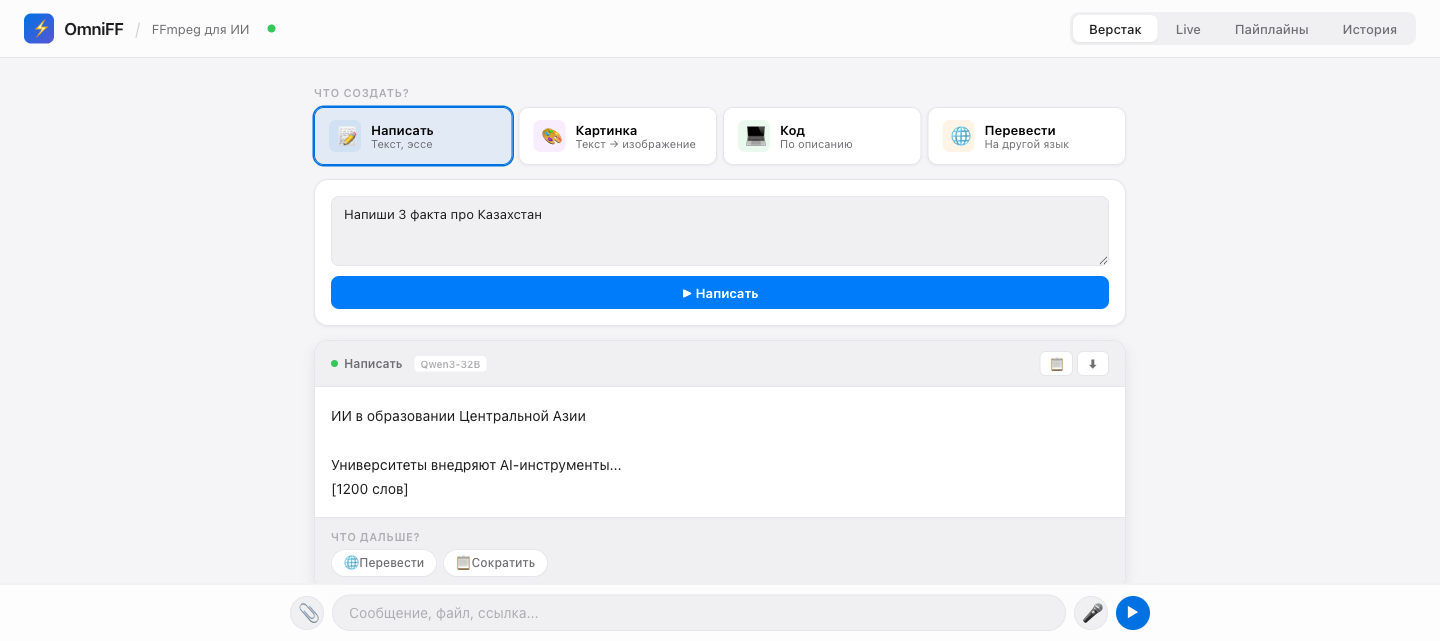 OmniFF / FFmpeg для ИИ
Верстак Live Пайплайны История
ЧТО СОЗДАТЬ?
Написать
Текст, эссе
Картинка
Текст → изображение
Код
По описанию
Перевести
На другой язык
Напиши 3 факта про Казахстан
▶ Написать
Написать Qwen3-32B
ИИ в образовании Центральной Азии
Университеты внедряют AI-инструменты...
[1200 слов]
ЧТО ДАЛЬШЕ?
Перевести Сократить
Сообщение, файл, ссылка...